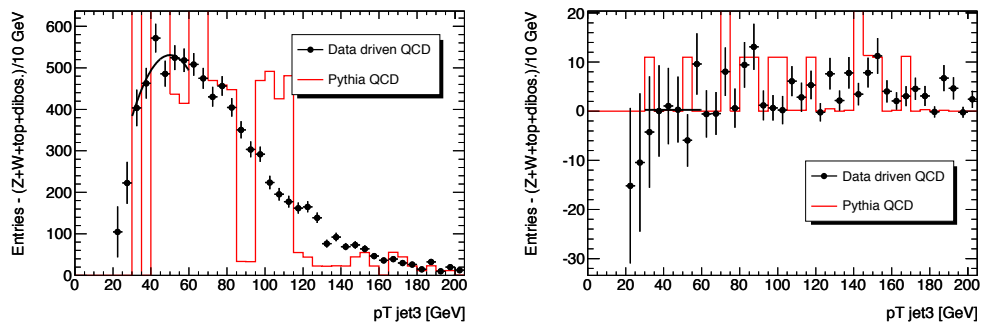 Entries - (Z+W+top+dibos.)/10 GeV
600
500
400
300
200
100
0
Data driven QCD
Pythia QCD
0 20 40 60 80 100 120 140 160 180 200
pT jet3 [GeV]
Entries - (Z+W+top+dibos.)/10 GeV
20
10
0
-10
-20
-30
Data driven QCD
Pythia QCD
0 20 40 60 80 100 120 140 160 180 200
pT jet3 [GeV]